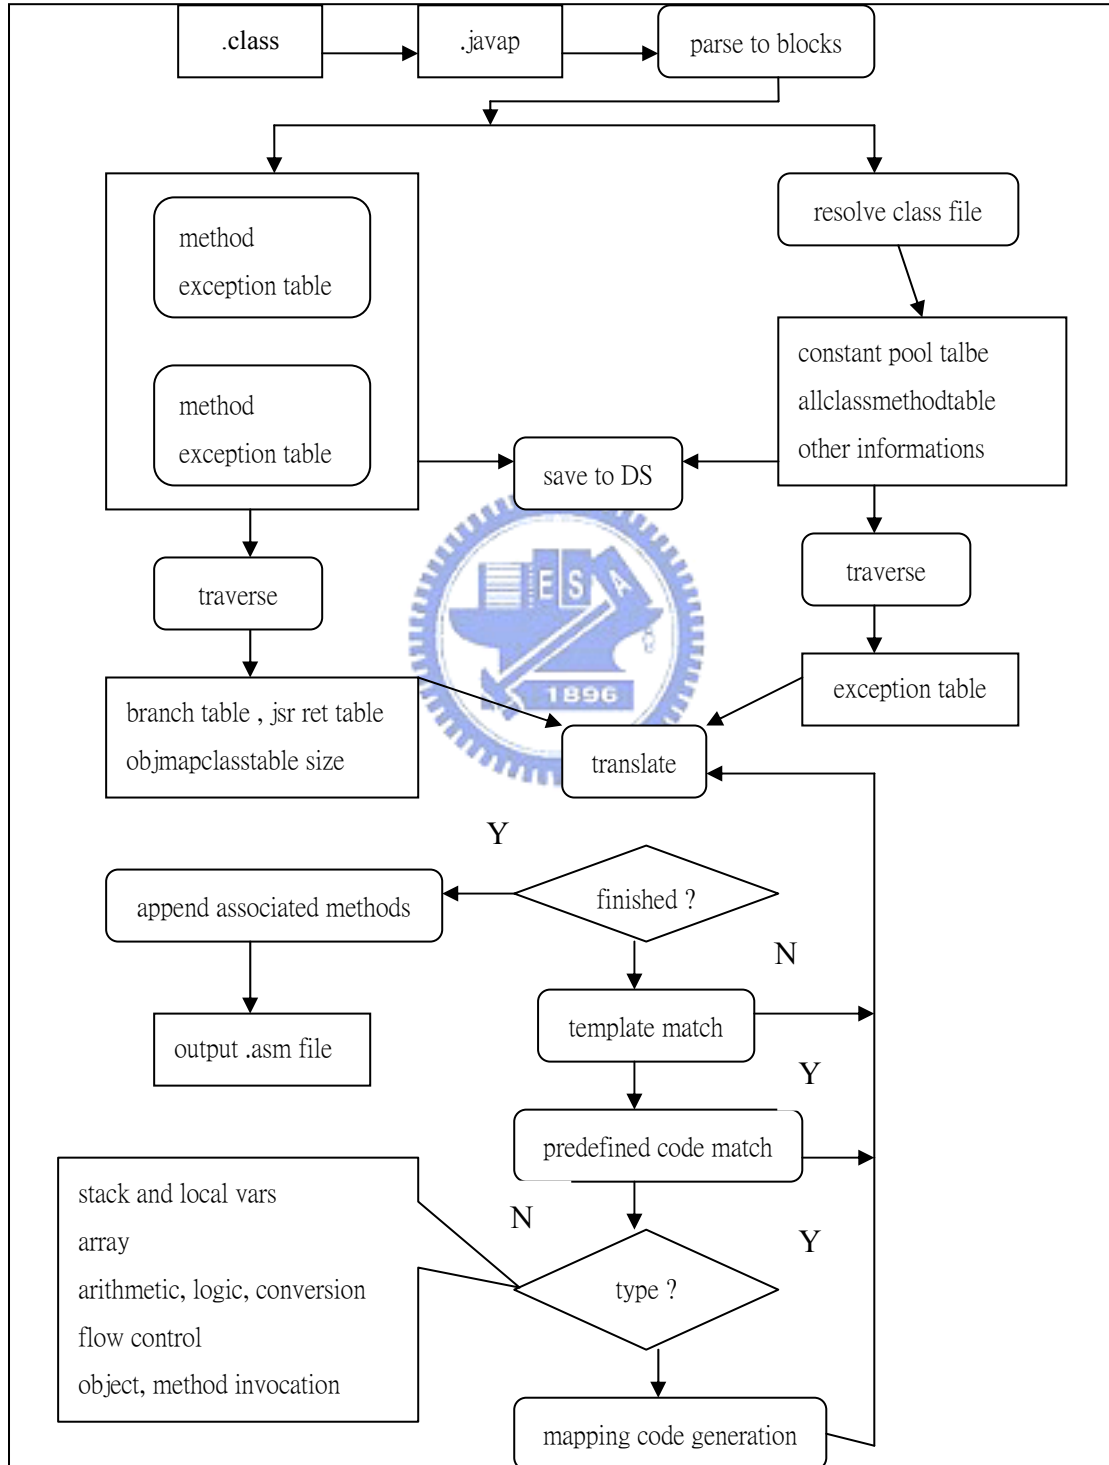 .class
.javap
parse to blocks
method
exception table
resolve class file
method
exception table
constant pool talbe
allclassmethodtable
other informations
save to DS
traverse
traverse
E S A
1896
branch table , jsr ret table
objmapclasstable size
exception table
translate
Y
finished ?
append associated methods
N
template match
output .asm file
Y
predefined code match
N
Y
stack and local vars
array
arithmetic, logic, conversion
flow control
object, method invocation
type ?
mapping code generation